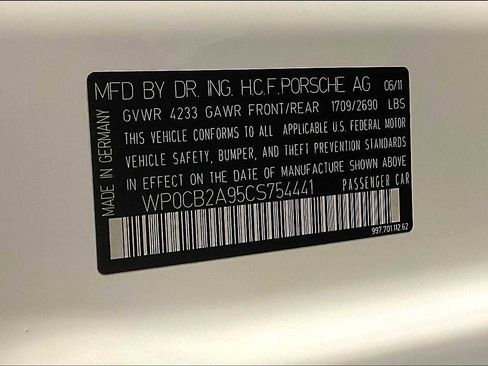 MFD BY DR. ING. H.C.F. PORSCHE AG 06/11
GVWR 4233 GAWR FRONT/REAR 1709/2690 LBS
THIS VEHICLE CONFORMS TO ALL APPLICABLE U.S. FEDERAL MOTOR
VEHICLE SAFETY, BUMPER, AND THEFT PREVENTION STANDARDS
IN EFFECT ON THE DATE OF MANUFACTURE SHOWN ABOVE
WP0CB2A95CS754441 PASSENGER CAR
997.701.112.62
MADE IN GERMANY